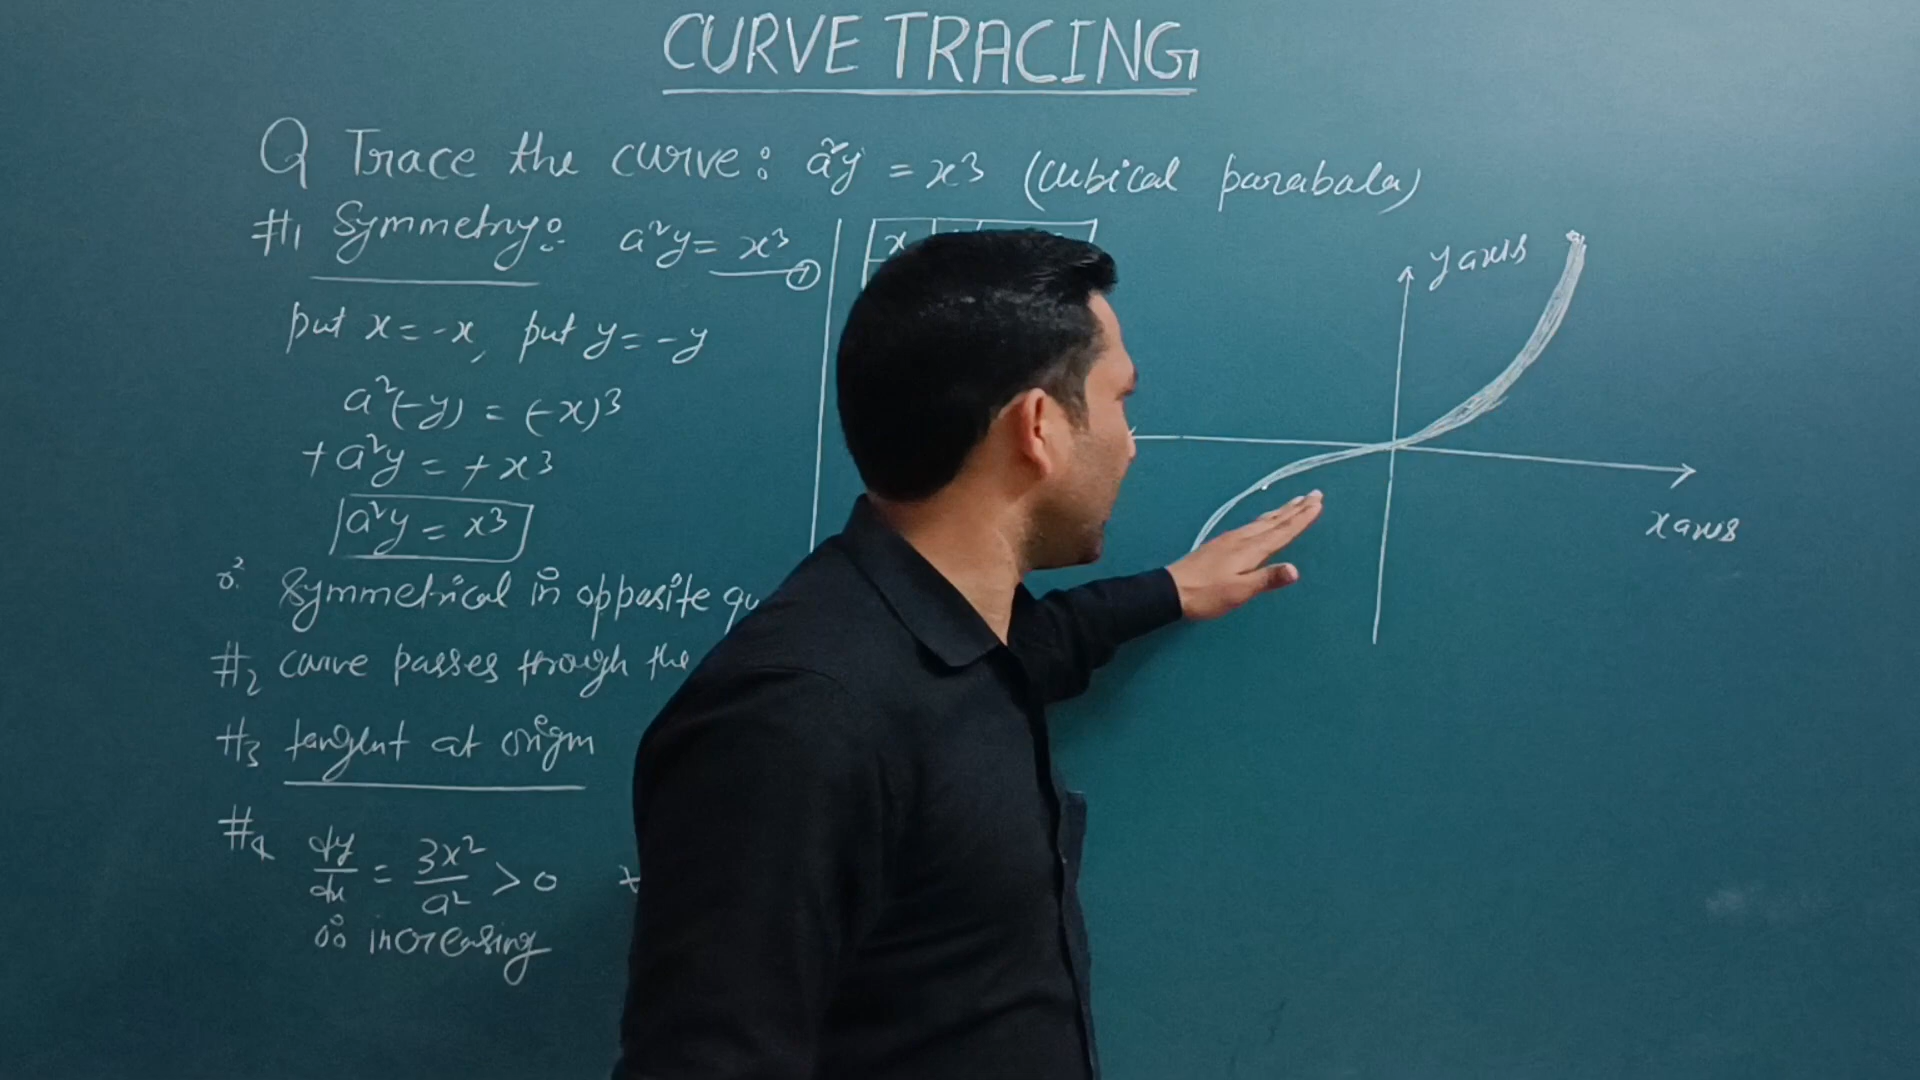 CURVE TRACING
Q Trace the curve: a²y = x³ (cubical parabala)
#1 Symmetry: a²y = x³ ①
x
put x = -x, put y = -y
a²(-y) = (-x)³
+a²y = +x³
a²y = x³
∴ Symmetrical in opposite
#2 curve passes through the
#3 tangent at origin
#4 dy/dx = 3x²/a² > 0
∴ increasing
y axis
x axis